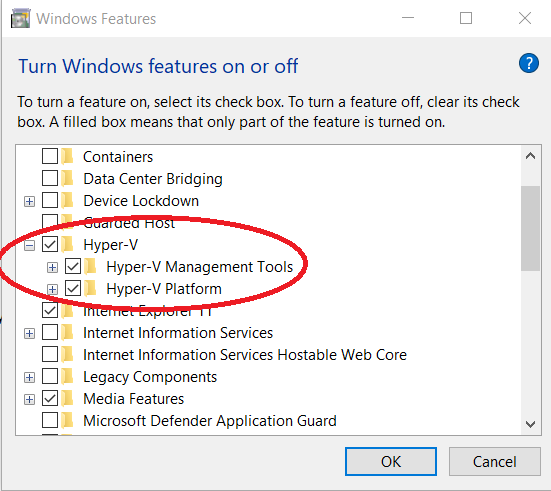 Windows Features
Turn Windows features on or off
?
To turn a feature on, select its check box. To turn a feature off, clear its check
box. A filled box means that only part of the feature is turned on.
Containers
Data Center Bridging
Device Lockdown
Guarded Host
Hyper-V
Hyper-V Management Tools
Hyper-V Platform
Internet Explorer 11
Internet Information Services
Internet Information Services Hostable Web Core
Legacy Components
Media Features
Microsoft Defender Application Guard
OK
Cancel